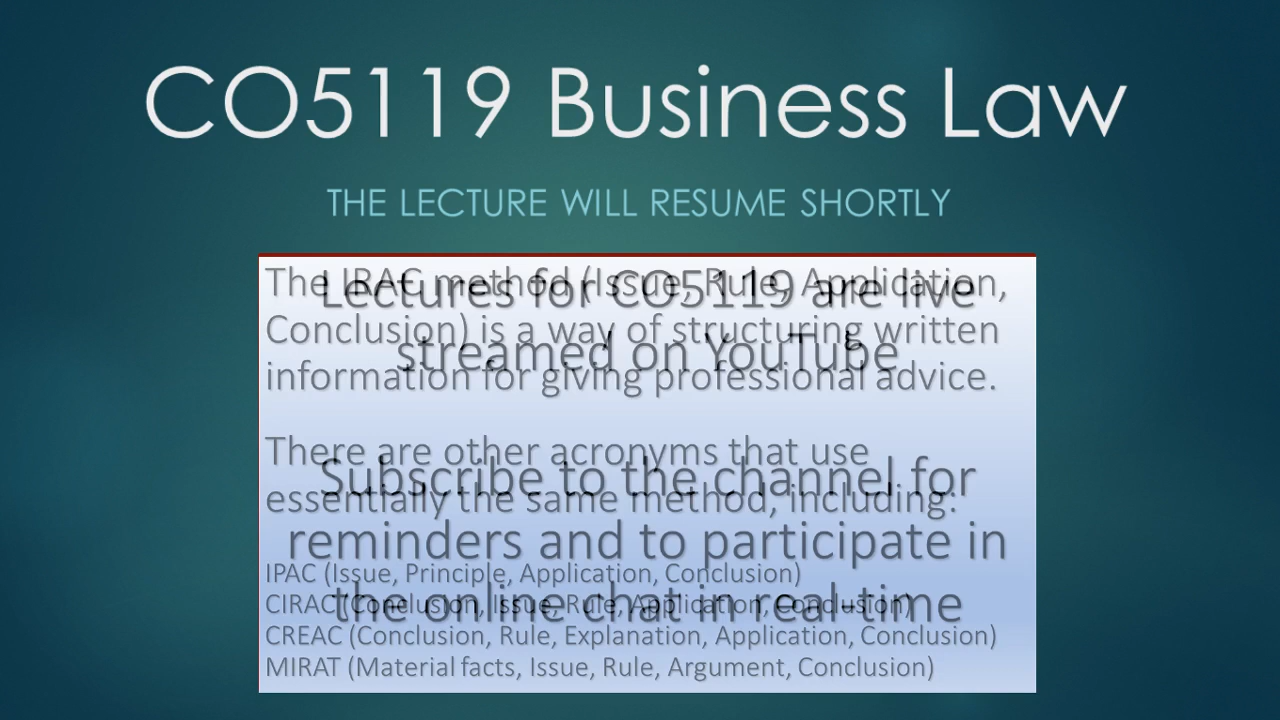 CO5119 Business Law
THE LECTURE WILL RESUME SHORTLY
The IRAC method (Issue, Rule, Application,
Conclusion) is a way of structuring written
information for giving professional advice.
There are other acronyms that use
essentially the same method, including:
IPAC (Issue, Principle, Application, Conclusion)
CIRAC (Conclusion, Issue, Rule, Application, Conclusion)
CREAC (Conclusion, Rule, Explanation, Application, Conclusion)
MIRAT (Material facts, Issue, Rule, Argument, Conclusion)
Lectures for CO5119 are live
streamed on YouTube
Subscribe to the channel for
reminders and to participate in
the online chat in real-time